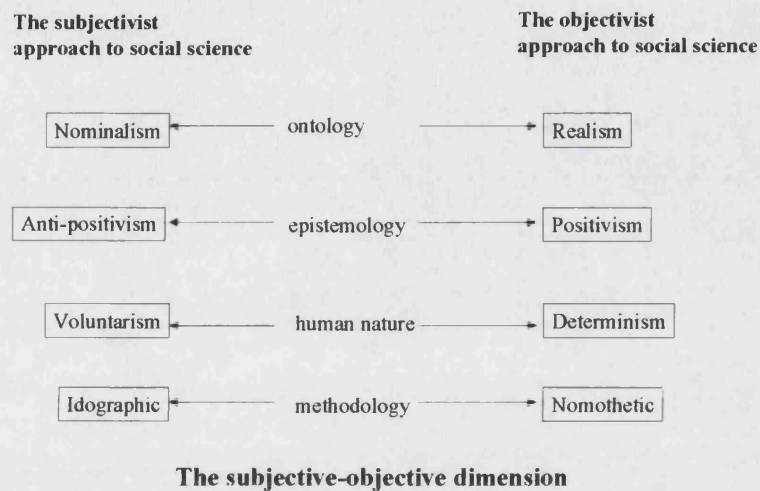 The subjectivist
approach to social science
The objectivist
approach to social science
Nominalism ontology Realism
Anti-positivism epistemology Positivism
Voluntarism human nature Determinism
Idographic methodology Nomothetic
The subjective-objective dimension